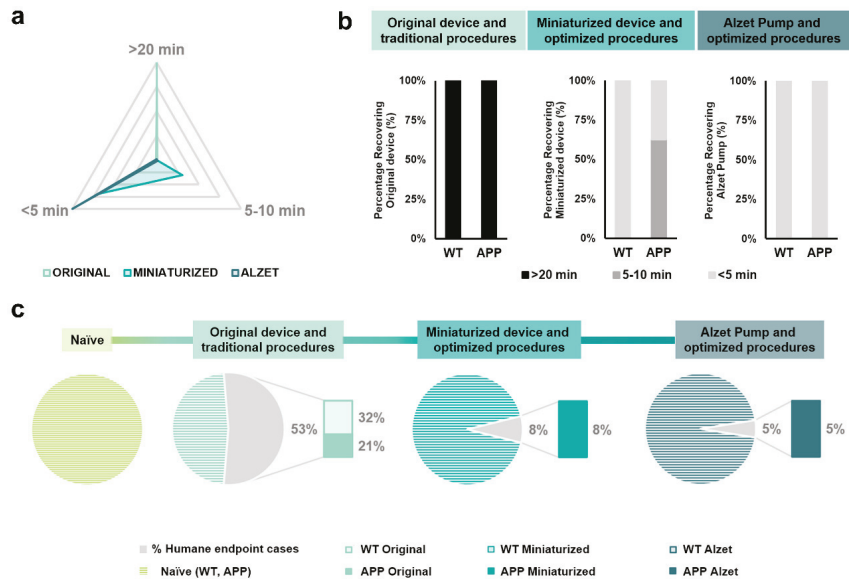 a
>20 min
<5 min
5-10 min
ORIGINAL
MINIATURIZED
ALZET
b
Original device and
traditional procedures
Miniaturized device and
optimized procedures
Alzet Pump and
optimized procedures
Percentage Recovering
Original device (%)
100%
75%
50%
25%
0%
WT
APP
Percentage Recovering
Miniaturized device (%)
100%
75%
50%
25%
0%
WT
APP
Percentage Recovering
Alzet Pump (%)
100%
75%
50%
25%
0%
WT
APP
>20 min
5-10 min
<5 min
c
Naïve
Original device and
traditional procedures
Miniaturized device and
optimized procedures
Alzet Pump and
optimized procedures
53%
32%
21%
8%
8%
5%
5%
% Humane endpoint cases
WT Original
WT Miniaturized
WT Alzet
Naïve (WT, APP)
APP Original
APP Miniaturized
APP Alzet